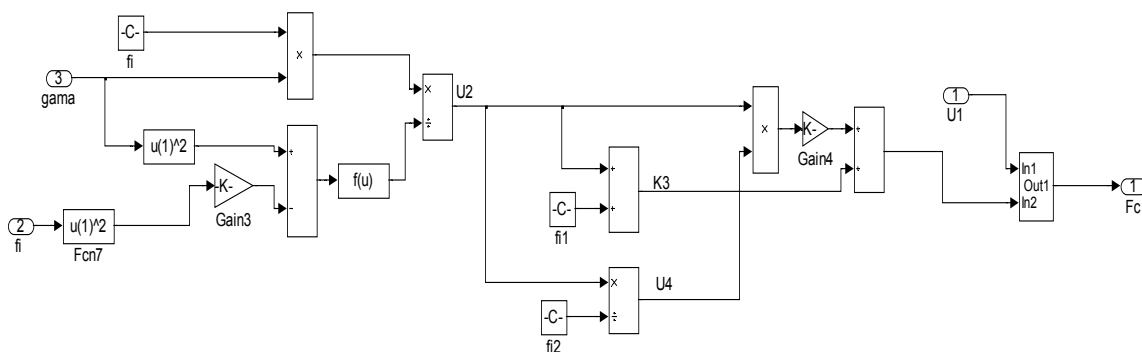 -C-
fi
x
3
gama
x
÷
U2
u(1)^2
+
-
-K-
Gain3
f(u)
2
fi
u(1)^2
Fcn7
x
K-
Gain4
+
+
1
U1
In1
Out1
In2
1
Fc
+
+
K3
-C-
fi1
x
÷
U4
-C-
fi2